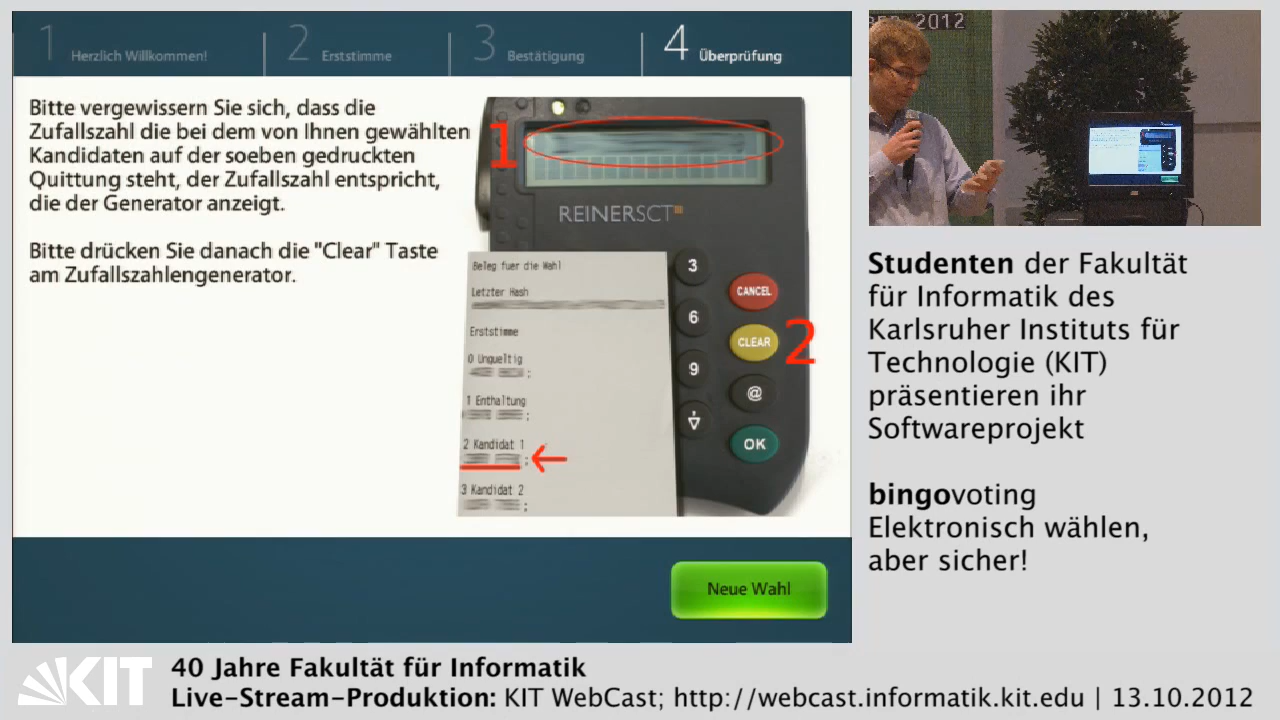 1 Herzlich Willkommen!
2 Erststimme
3 Bestätigung
4 Überprüfung
Bitte vergewissern Sie sich, dass die
Zufallszahl die bei dem von Ihnen gewählten
Kandidaten auf der soeben gedruckten
Quittung steht, der Zufallszahl entspricht,
die der Generator anzeigt.
Bitte drücken Sie danach die "Clear" Taste
am Zufallszahlengenerator.
1
REINERSCT
Beleg fuer die Wahl
Letzter Hash
Erststimme
0 Ungueltig
1 Enthaltung
2 Kandidat 1
3 Kandidat 2
3
CANCEL
6
CLEAR
2
9
@
OK
Neue Wahl
2012
Studenten der Fakultät
für Informatik des
Karlsruher Instituts für
Technologie (KIT)
präsentieren ihr
Softwareprojekt
bingovoting
Elektronisch wählen,
aber sicher!
KIT
40 Jahre Fakultät für Informatik
Live-Stream-Produktion: KIT WebCast; http://webcast.informatik.kit.edu | 13.10.2012